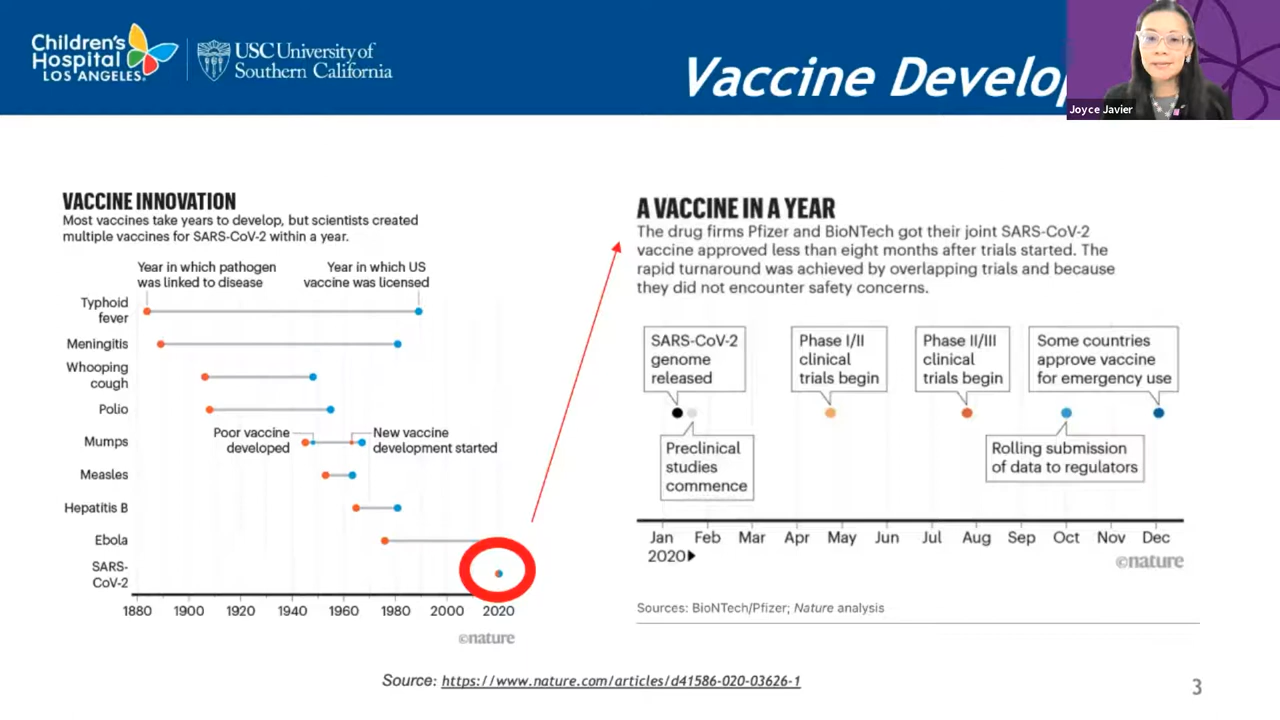 Children's
Hospital
LOS ANGELES
USC University of
Southern California
Vaccine Develop
Joyce Javier
VACCINE INNOVATION
Most vaccines take years to develop, but scientists created
multiple vaccines for SARS-CoV-2 within a year.
Year in which pathogen
was linked to disease
Year in which US
vaccine was licensed
Typhoid
fever
Meningitis
Whooping
cough
Polio
Mumps
Poor vaccine
developed
New vaccine
development started
Measles
Hepatitis B
Ebola
SARS-
CoV-2
1880 1900 1920 1940 1960 1980 2000 2020
©nature
A VACCINE IN A YEAR
The drug firms Pfizer and BioNTech got their joint SARS-CoV-2
vaccine approved less than eight months after trials started. The
rapid turnaround was achieved by overlapping trials and because
they did not encounter safety concerns.
SARS-CoV-2
genome
released
Phase I/II
clinical
trials begin
Phase II/III
clinical
trials begin
Some countries
approve vaccine
for emergency use
Preclinical
studies
commence
Rolling submission
of data to regulators
Jan Feb Mar Apr May Jun Jul Aug Sep Oct Nov Dec
2020
©nature
Sources: BioNTech/Pfizer; Nature analysis
Source: https://www.nature.com/articles/d41586-020-03626-1
3